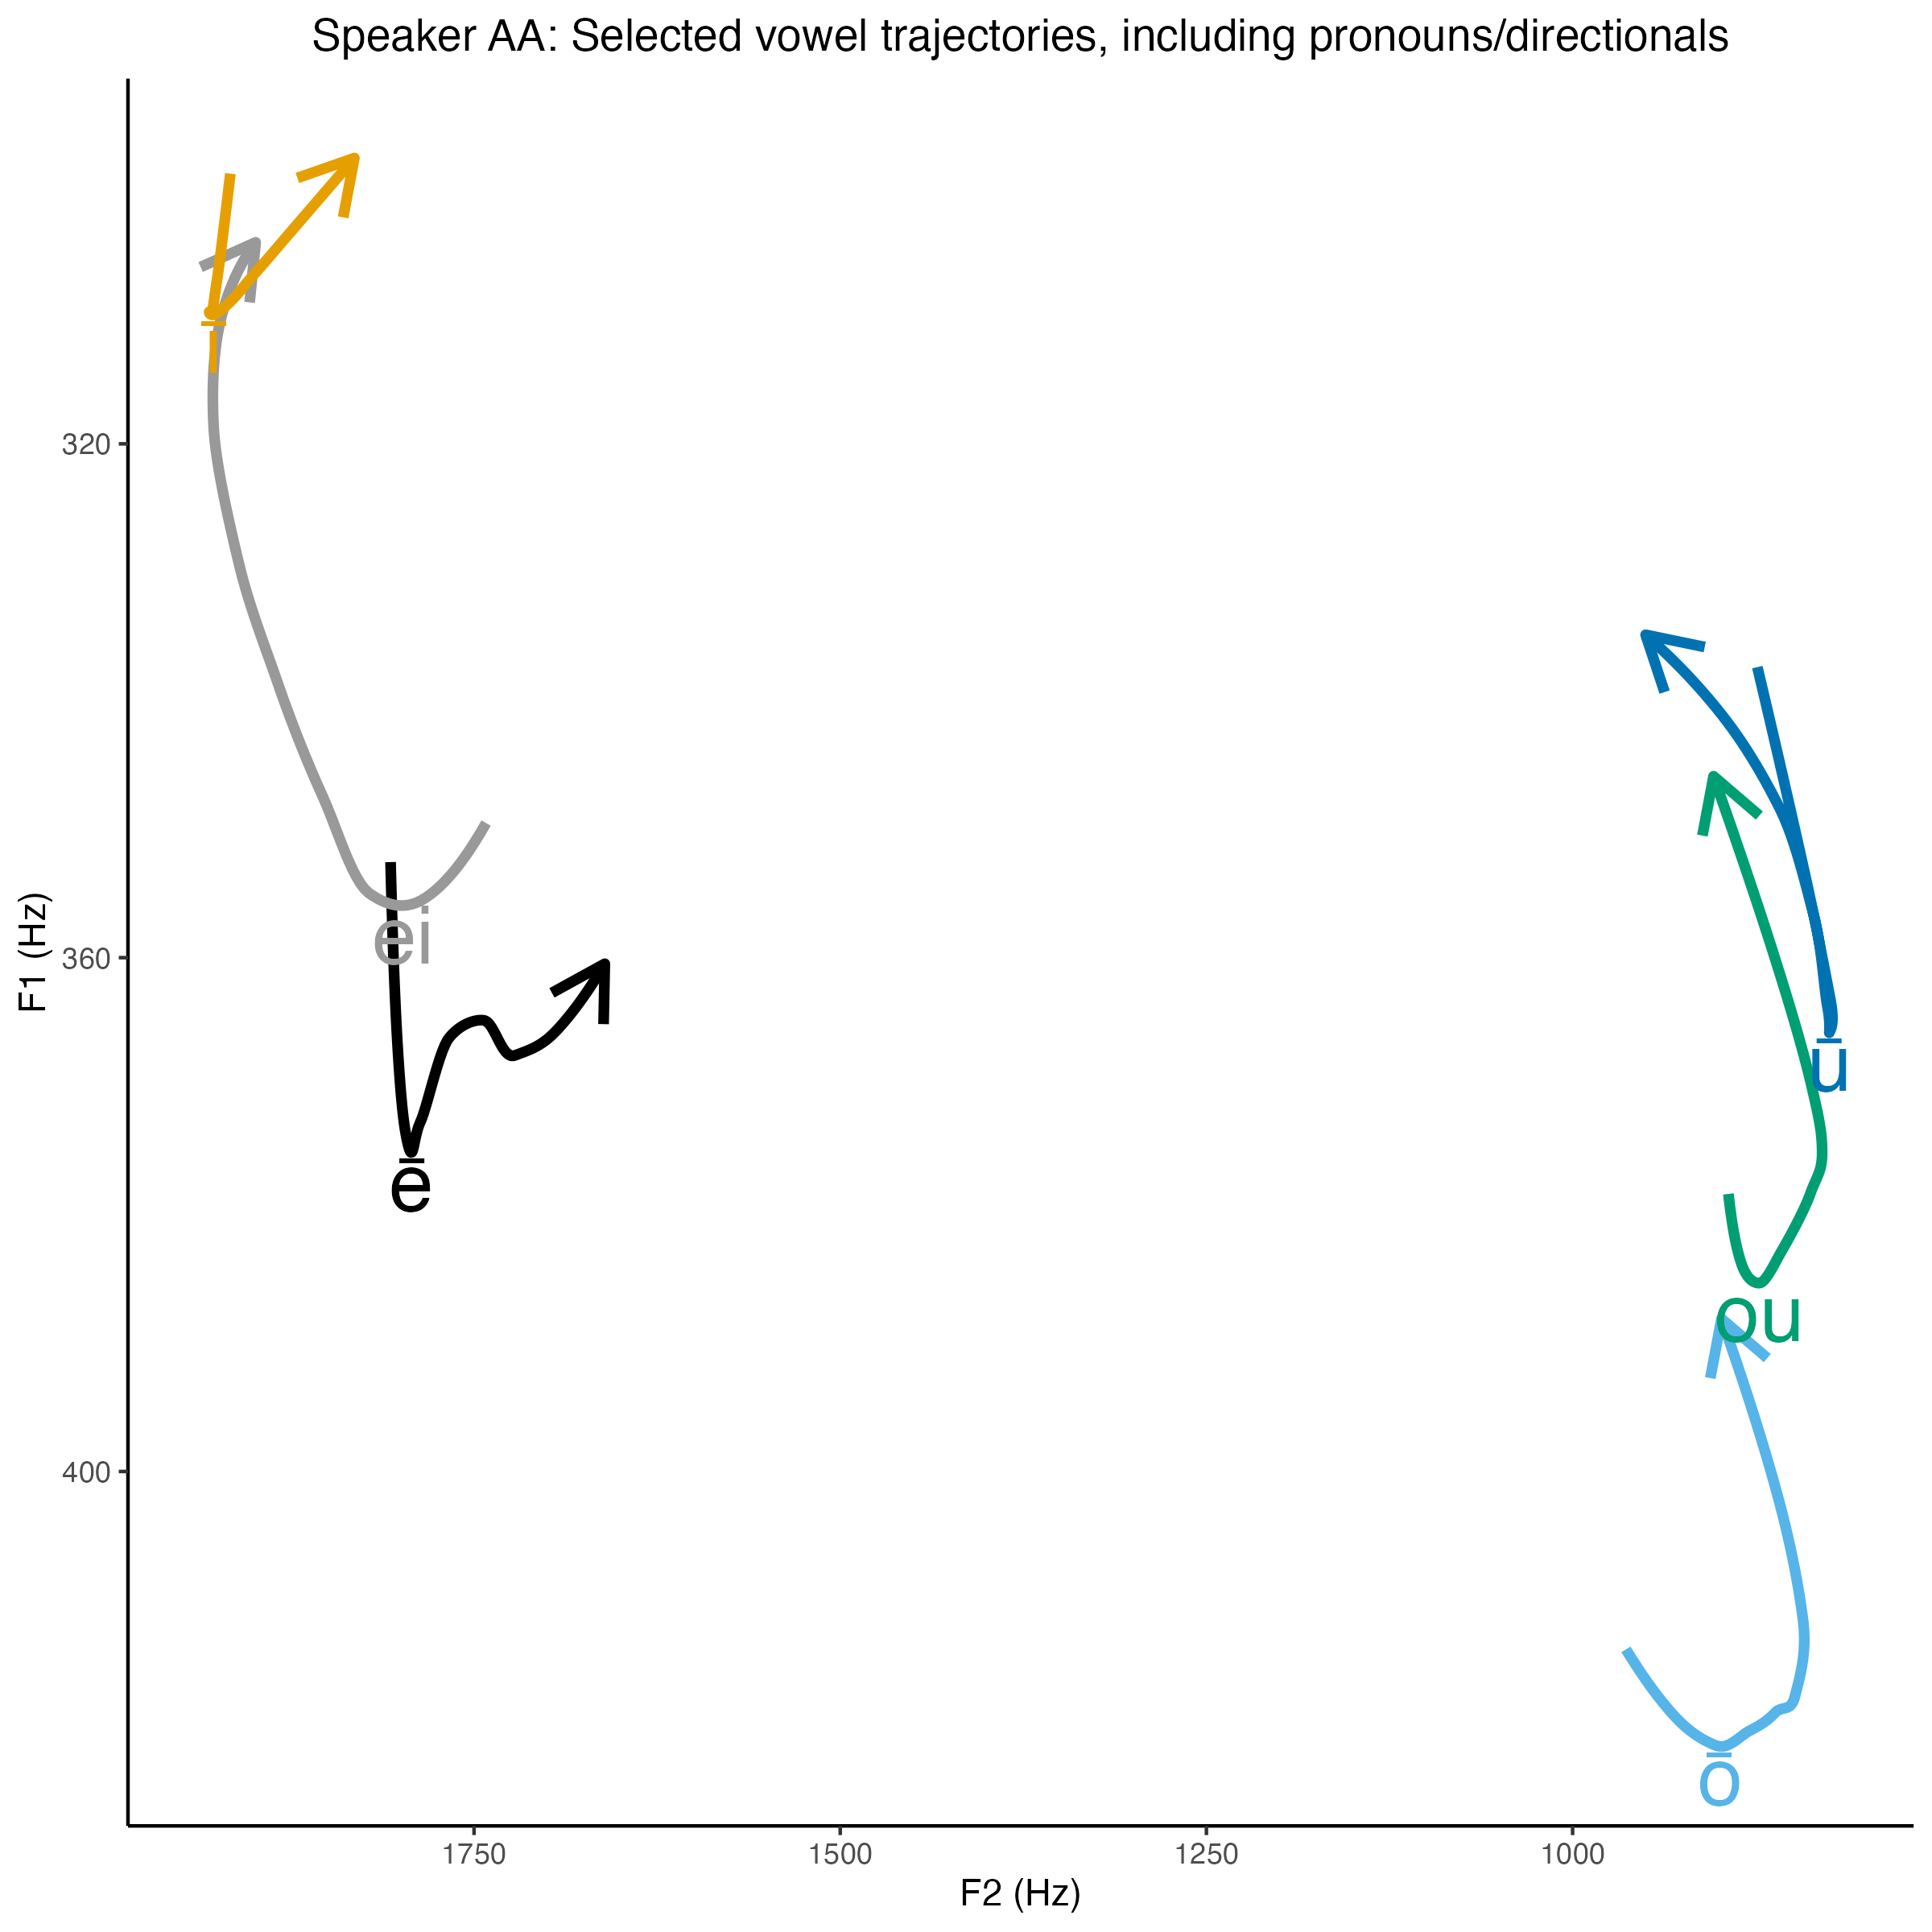 Speaker AA: Selected vowel trajectories, including pronouns/directionals
ī
320
ei
F1 (Hz)
360
ū
ē
ou
400
ō
1750
1500
1250
1000
F2 (Hz)